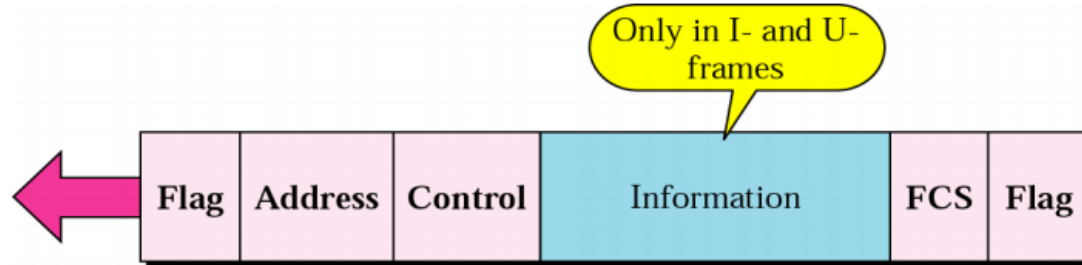 Only in I- and U-
frames
Flag Address Control Information FCS Flag